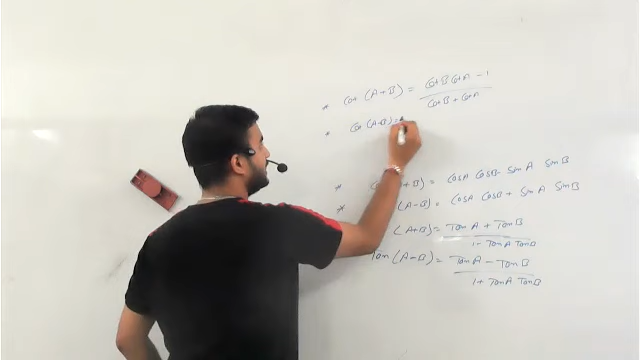 * Cot (A+B) = CotB CotA - 1 / CotB + CotA
* Cot (A-B) =
* + B) = CosA CosB - SinA SinB
* (A-B) = CosA CosB + SinA SinB
(A+B) = TanA + TanB / 1 - TanA TanB
Tan (A-B) = TanA - TanB / 1 + TanA TanB